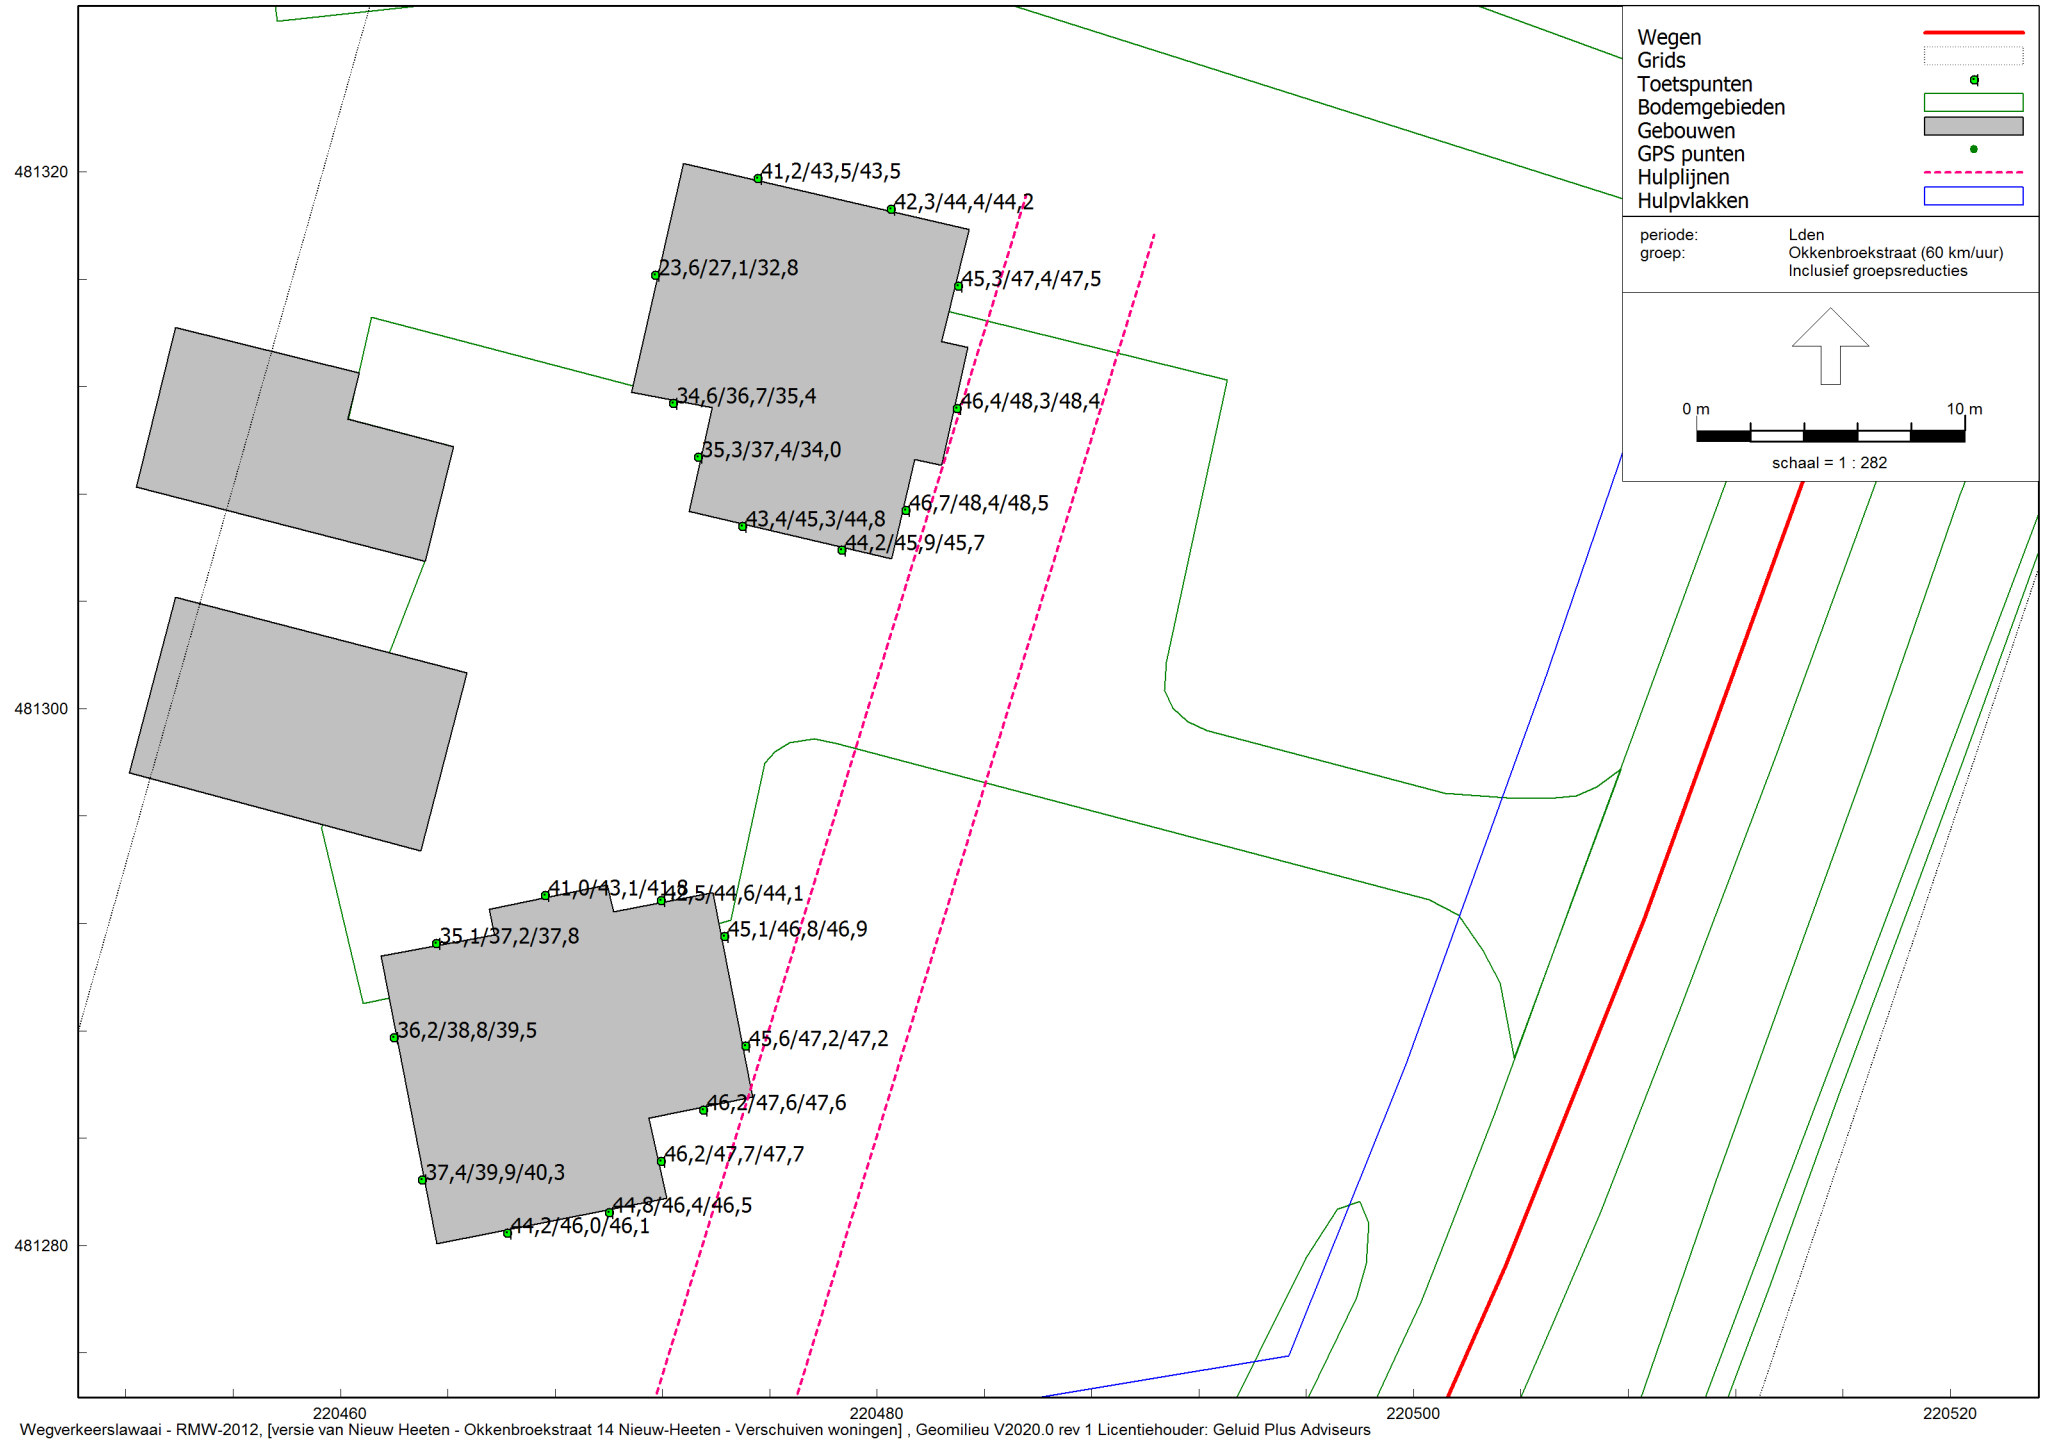 Wegen
Grids
Toetspunten
Bodemgebieden
Gebouwen
GPS punten
Hulplijnen
Hulpvlakken
periode: Lden
groep: Okkenbroekstraat (60 km/uur)
Inclusief groepsreducties
0 m 10 m
schaal = 1 : 282
481320
41,2/43,5/43,5
42,3/44,4/44,2
23,6/27,1/32,8
45,3/47,4/47,5
34,6/36,7/35,4
46,4/48,3/48,4
35,3/37,4/34,0
46,7/48,4/48,5
43,4/45,3/44,8
44,2/45,9/45,7
481300
41,0/43,1/41,8
42,5/44,6/44,1
35,1/37,2/37,8
45,1/46,8/46,9
36,2/38,8/39,5
45,6/47,2/47,2
46,2/47,6/47,6
46,2/47,7/47,7
37,4/39,9/40,3
44,8/46,4/46,5
44,2/46,0/46,1
481280
220460 220480 220500 220520
Wegverkeerslawaai - RMW-2012, [versie van Nieuw Heeten - Okkenbroekstraat 14 Nieuw-Heeten - Verschuiven woningen] , Geomilieu V2020.0 rev 1 Licentiehouder: Geluid Plus Adviseurs